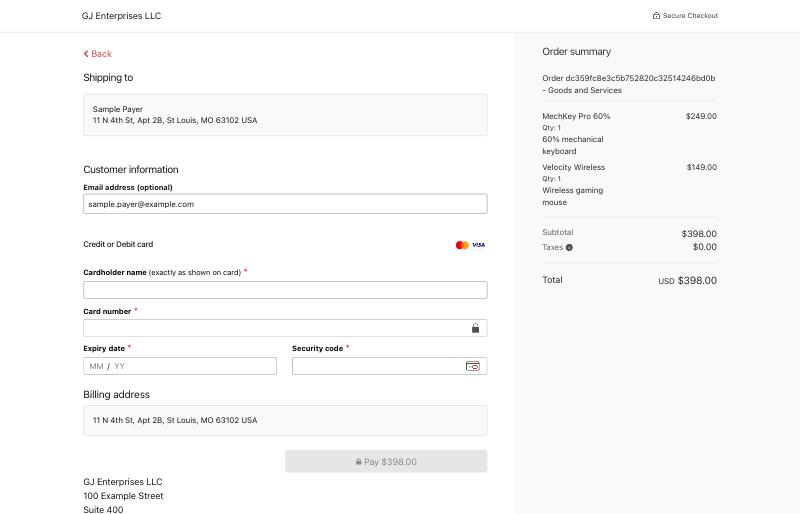 GJ Enterprises LLC
Secure Checkout
Back
Shipping to
Sample Payer
11 N 4th St, Apt 2B, St Louis, MO 63102 USA
Customer information
Email address (optional)
sample.payer@example.com
Credit or Debit card
VISA
Cardholder name (exactly as shown on card) *
Card number *
Expiry date *
Security code *
MM / YY
Billing address
11 N 4th St, Apt 2B, St Louis, MO 63102 USA
Pay $398.00
GJ Enterprises LLC
100 Example Street
Suite 400
Order summary
Order dc359fc8e3c5b752820c32514246bd0b
- Goods and Services
MechKey Pro 60% $249.00
Qty: 1
60% mechanical
keyboard
Velocity Wireless $149.00
Qty: 1
Wireless gaming
mouse
Subtotal $398.00
Taxes $0.00
Total USD $398.00